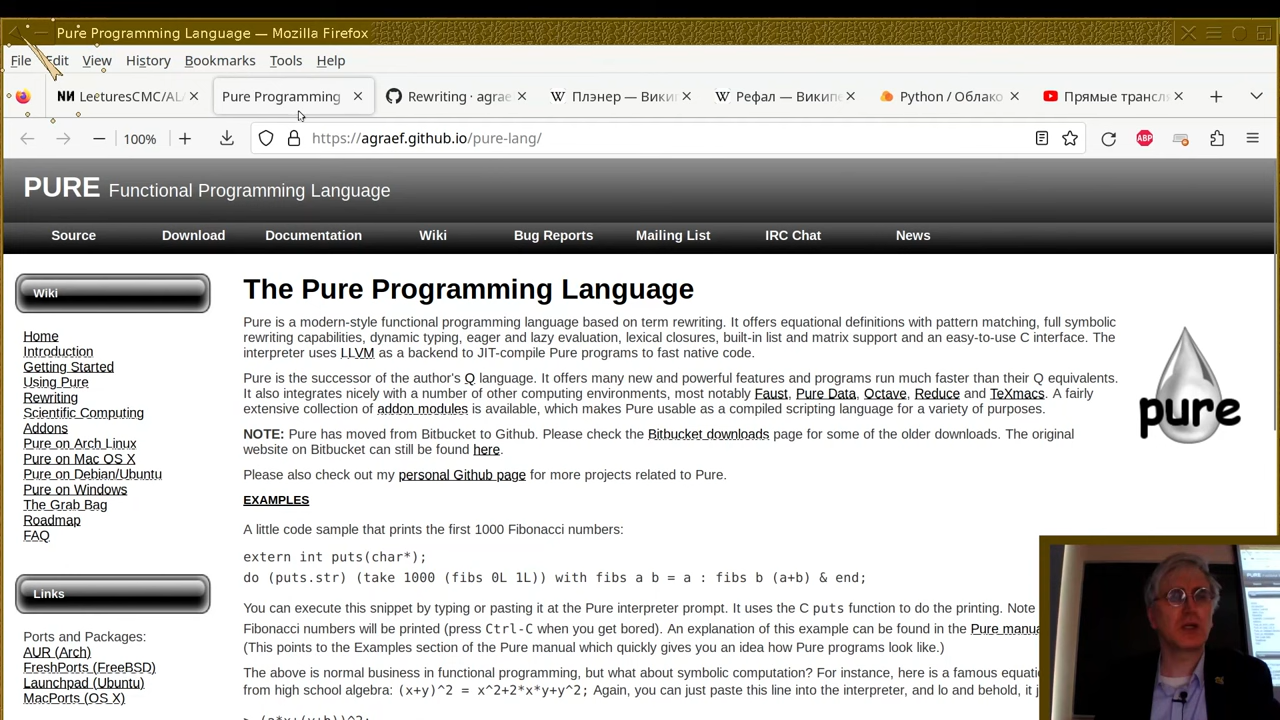 Pure Programming Language — Mozilla Firefox
File Edit View History Bookmarks Tools Help
LecturesCMC/AL
Pure Programming
Rewriting · agrae
Плэнер — Вики
Рефал — Википе
Python / Облако
Прямые трансл
100%
https://agraef.github.io/pure-lang/
ABP
PURE Functional Programming Language
Source Download Documentation Wiki Bug Reports Mailing List IRC Chat News
Wiki
Home
Introduction
Getting Started
Using Pure
Rewriting
Scientific Computing
Addons
Pure on Arch Linux
Pure on Mac OS X
Pure on Debian/Ubuntu
Pure on Windows
The Grab Bag
Roadmap
FAQ
Links
Ports and Packages:
AUR (Arch)
FreshPorts (FreeBSD)
Launchpad (Ubuntu)
MacPorts (OS X)
The Pure Programming Language
Pure is a modern-style functional programming language based on term rewriting. It offers equational definitions with pattern matching, full symbolic
rewriting capabilities, dynamic typing, eager and lazy evaluation, lexical closures, built-in list and matrix support and an easy-to-use C interface. The
interpreter uses LLVM as a backend to JIT-compile Pure programs to fast native code.
Pure is the successor of the author's Q language. It offers many new and powerful features and programs run much faster than their Q equivalents.
It also integrates nicely with a number of other computing environments, most notably Faust, Pure Data, Octave, Reduce and TeXmacs. A fairly
extensive collection of addon modules is available, which makes Pure usable as a compiled scripting language for a variety of purposes.
NOTE: Pure has moved from Bitbucket to Github. Please check the Bitbucket downloads page for some of the older downloads. The original
website on Bitbucket can still be found here.
Please also check out my personal Github page for more projects related to Pure.
EXAMPLES
A little code sample that prints the first 1000 Fibonacci numbers:
extern int puts(char*);
do (puts.str) (take 1000 (fibs 0L 1L)) with fibs a b = a : fibs b (a+b) & end;
You can execute this snippet by typing or pasting it at the Pure interpreter prompt. It uses the C puts function to do the printing. Note
Fibonacci numbers will be printed (press Ctrl-C when you get bored). An explanation of this example can be found in the Pure manua
(This points to the Examples section of the Pure manual which quickly gives you an idea how Pure programs look like.)
The above is normal business in functional programming, but what about symbolic computation? For instance, here is a famous equati
from high school algebra: (x+y)^2 = x^2+2*x*y+y^2; Again, you can just paste this line into the interpreter, and lo and behold, it j
pure